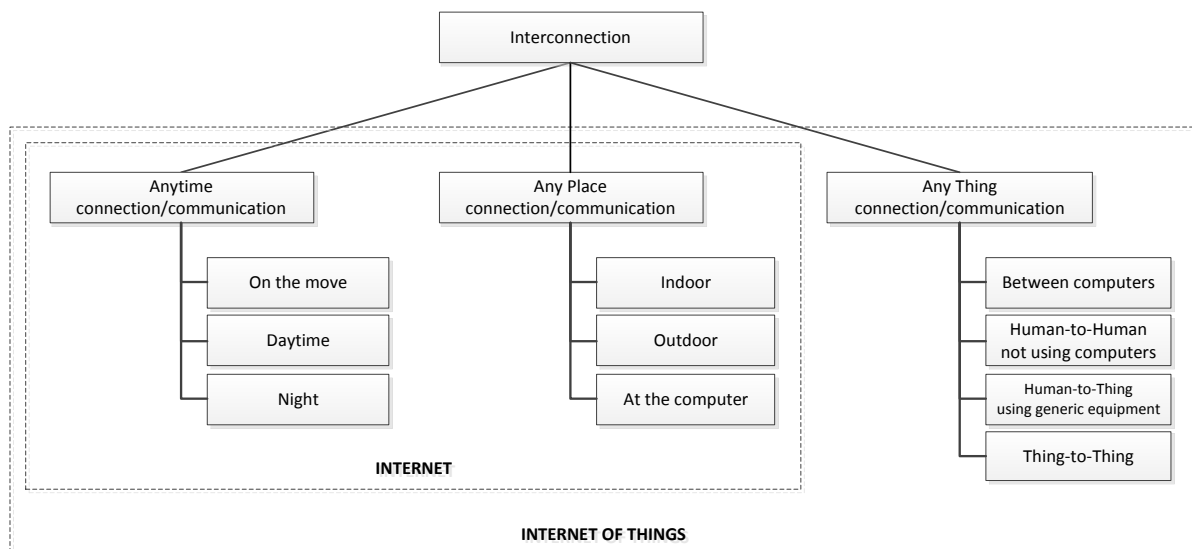 Interconnection
Anytime
connection/communication
On the move
Daytime
Night
Any Place
connection/communication
Indoor
Outdoor
At the computer
Any Thing
connection/communication
Between computers
Human-to-Human
not using computers
Human-to-Thing
using generic equipment
Thing-to-Thing
INTERNET
INTERNET OF THINGS